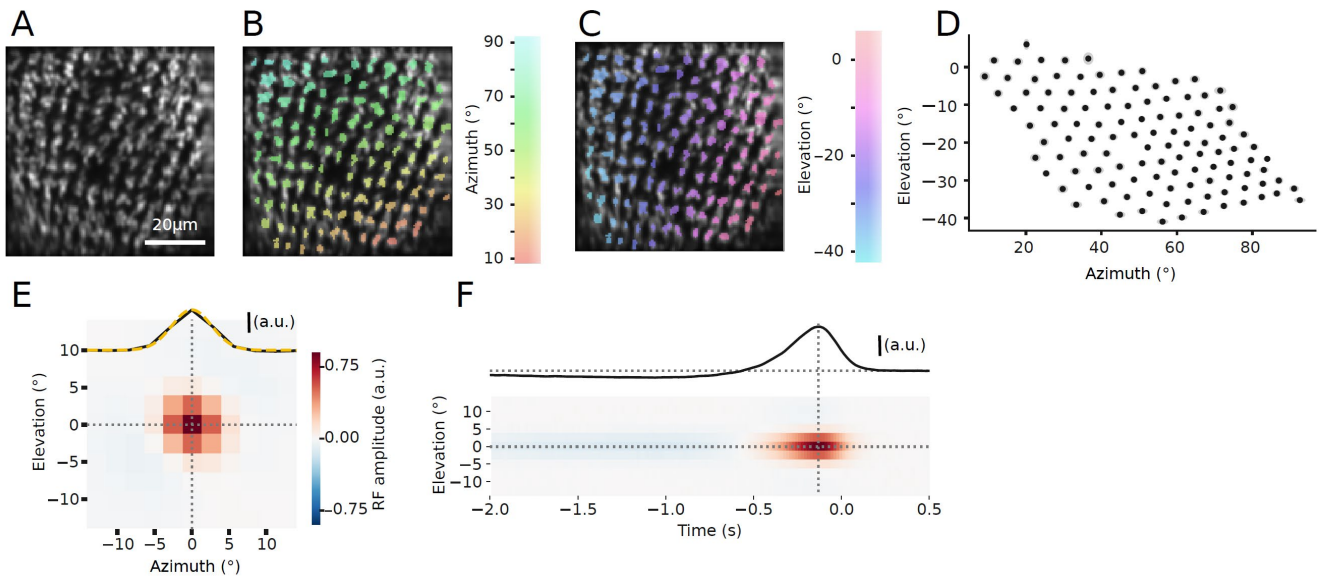 A
B
C
D
20μm
90
70
50
30
10
Azimuth (°)
0
−20
−40
Elevation (°)
0
−10
−20
−30
−40
Elevation (°)
20
40
60
80
Azimuth (°)
E
(a.u.)
10
5
0
−5
−10
Elevation (°)
−10
−5
0
5
10
Azimuth (°)
0.75
0.00
−0.75
RF amplitude (a.u.)
F
(a.u.)
10
5
0
−5
−10
Elevation (°)
−2.0
−1.5
−1.0
−0.5
0.0
0.5
Time (s)